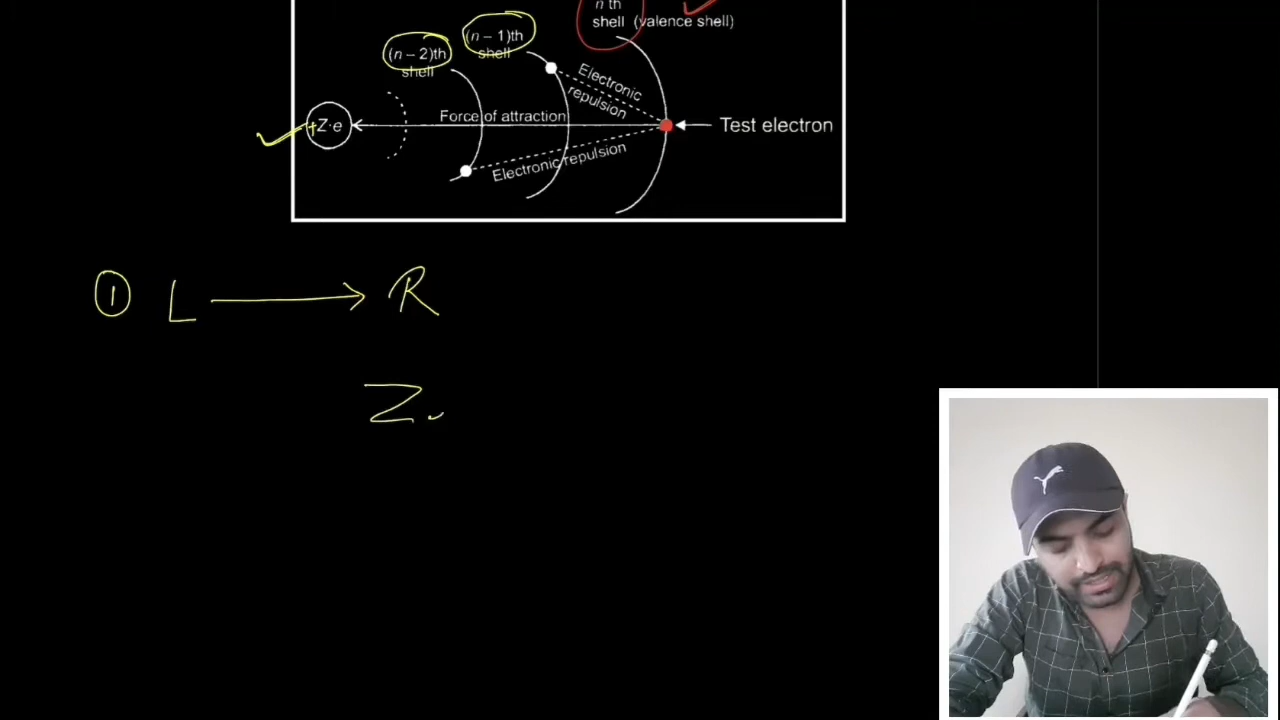 n th
shell (valence shell)
(n – 1)th
shell
(n – 2)th
shell
Electronic
repulsion
Force of attraction
+Z·e
Test electron
Electronic repulsion
① L → R
Z.